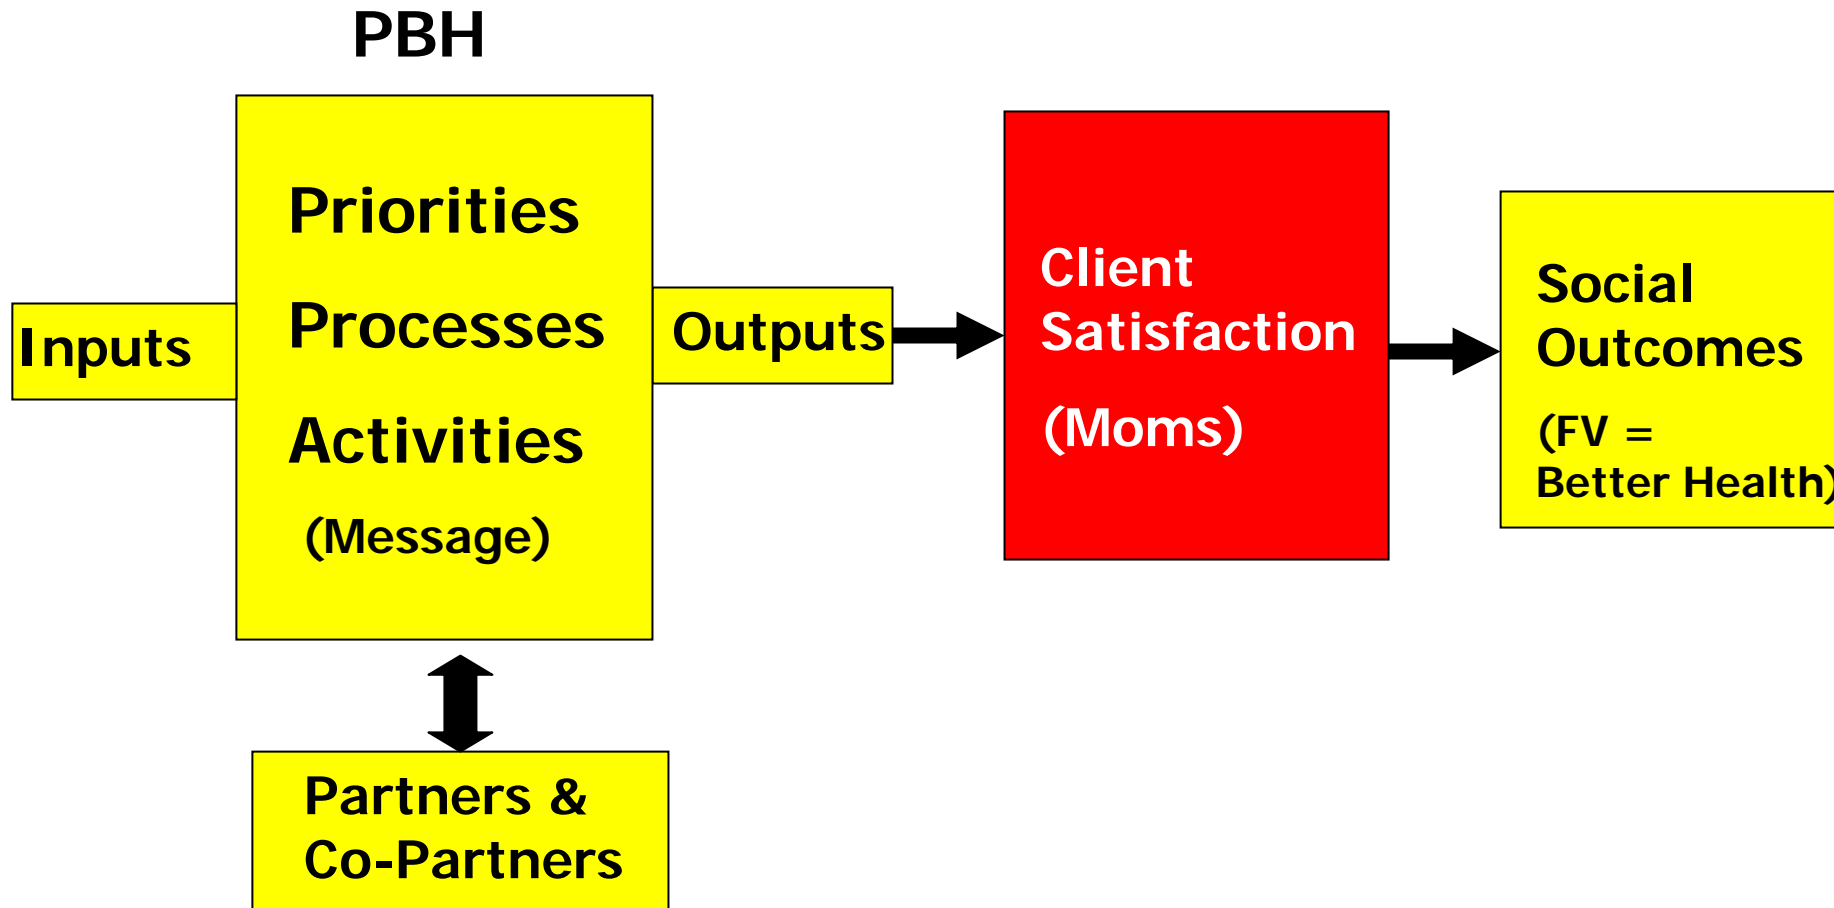 PBH
Inputs
Priorities
Processes
Activities
(Message)
Outputs
Client
Satisfaction
(Moms)
Social
Outcomes
(FV =
Better Health)
Partners &
Co-Partners